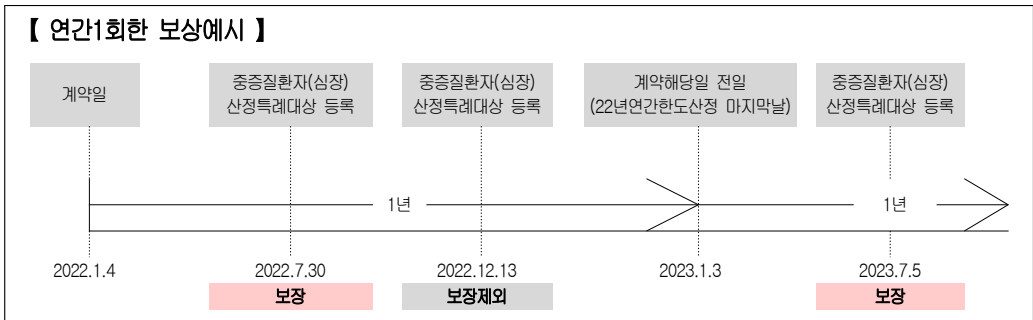 【 연간1회한 보상예시 】
계약일
중증질환자(심장)
산정특례대상 등록
중증질환자(심장)
산정특례대상 등록
계약해당일 전일
(22년연간한도산정 마지막날)
중증질환자(심장)
산정특례대상 등록
1년
1년
2022.1.4
2022.7.30
2022.12.13
2023.1.3
2023.7.5
보장
보장제외
보장